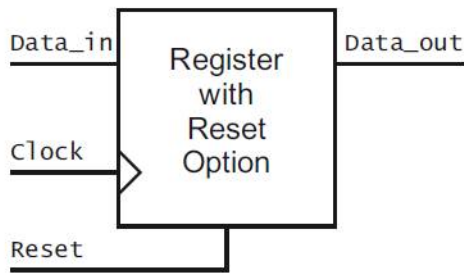 Data_in
Register
with
Reset
Option
Data_out
Clock
Reset